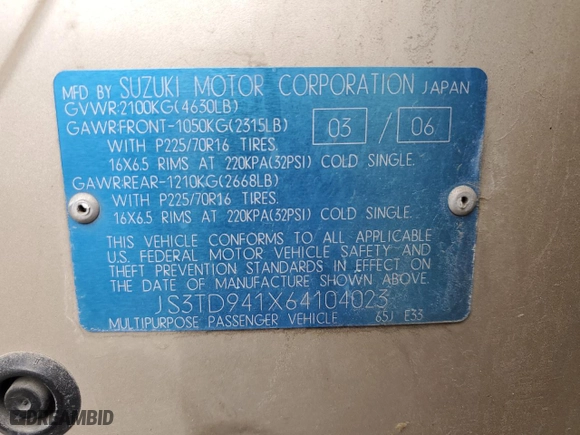 MFD BY SUZUKI MOTOR CORPORATION JAPAN
GVWR:2100KG(4630LB)
GAWR:FRONT-1050KG(2315LB) 03 / 06
WITH P225/70R16 TIRES.
16X6.5 RIMS AT 220KPA(32PSI) COLD SINGLE.
GAWR:REAR-1210KG(2668LB)
WITH P225/70R16 TIRES.
16X6.5 RIMS AT 220KPA(32PSI) COLD SINGLE.
THIS VEHICLE CONFORMS TO ALL APPLICABLE
U.S. FEDERAL MOTOR VEHICLE SAFETY AND
THEFT PREVENTION STANDARDS IN EFFECT ON
THE DATE OF MANUFACTURE SHOWN ABOVE.
JS3TD941X64104023
MULTIPURPOSE PASSENGER VEHICLE 65J E33
DREAMBID